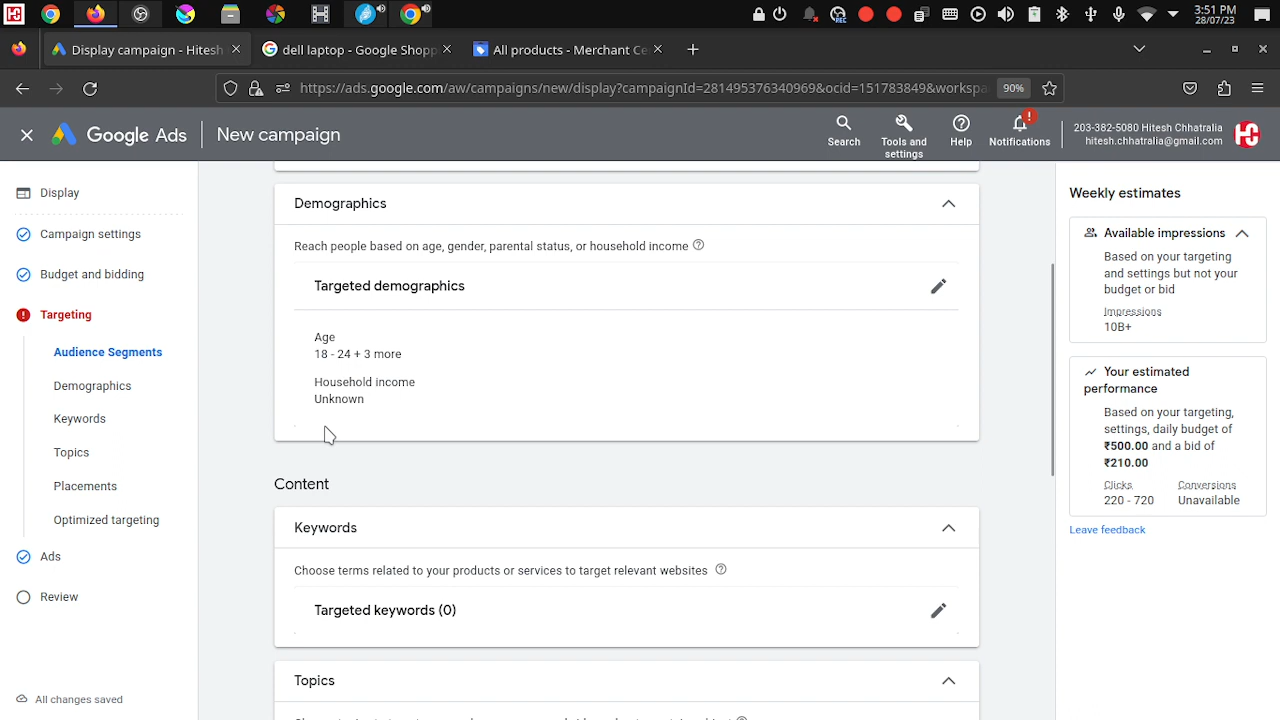 3:51 PM
28/07/23
Display campaign - Hitesh
dell laptop - Google Shopp
All products - Merchant Ce
https://ads.google.com/aw/campaigns/new/display?campaignId=281495376340969&ocid=151783849&workspa
90%
Google Ads
New campaign
Search
Tools and
settings
Help
Notifications
203-382-5080 Hitesh Chhatralia
hitesh.chhatralia@gmail.com
Display
Campaign settings
Budget and bidding
Targeting
Audience Segments
Demographics
Keywords
Topics
Placements
Optimized targeting
Ads
Review
All changes saved
Demographics
Reach people based on age, gender, parental status, or household income
Targeted demographics
Age
18 - 24 + 3 more
Household income
Unknown
Content
Keywords
Choose terms related to your products or services to target relevant websites
Targeted keywords (0)
Topics
Weekly estimates
Available impressions
Based on your targeting
and settings but not your
budget or bid
Impressions
10B+
Your estimated
performance
Based on your targeting,
settings, daily budget of
₹500.00 and a bid of
₹210.00
Clicks
Conversions
220 - 720
Unavailable
Leave feedback